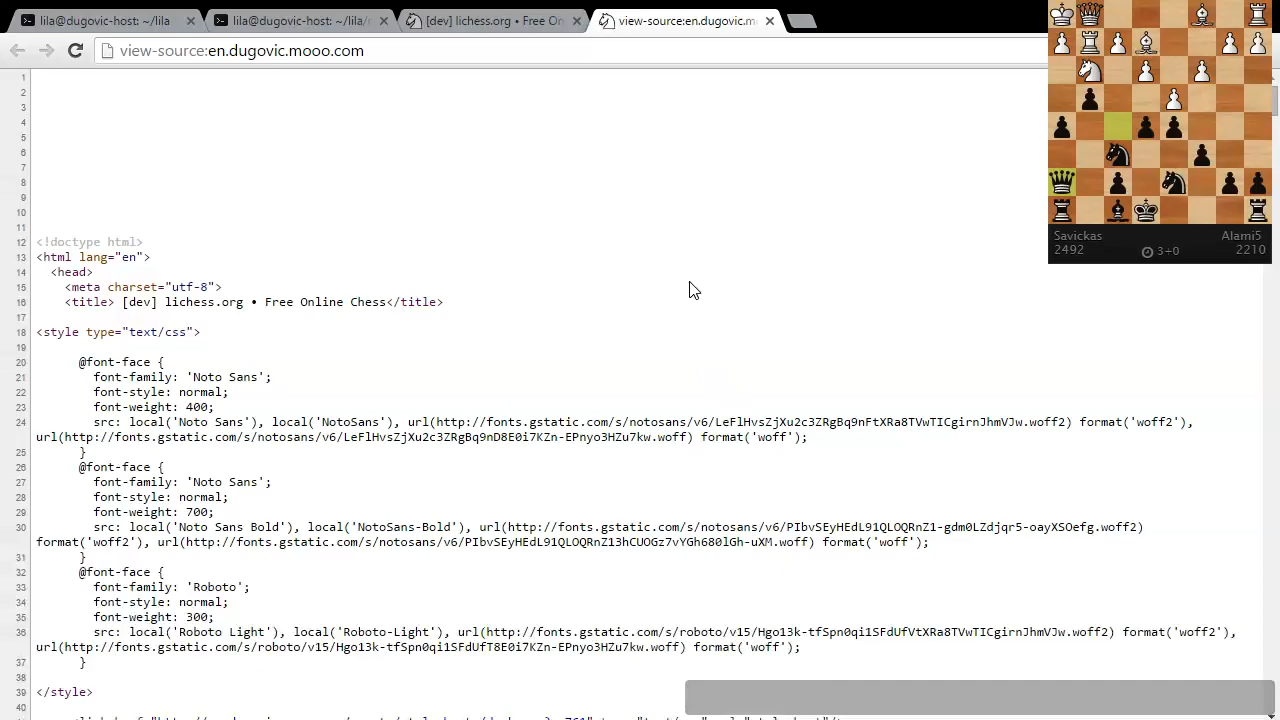 lila@dugovic-host: ~/lila
lila@dugovic-host: ~/lila/
[dev] lichess.org • Free On
view-source:en.dugovic.mo
view-source:en.dugovic.mooo.com
Savickas
2492
3+0
Alami5
2210
1
2
3
4
5
6
7
8
9
10
11
12 <!doctype html>
13 <html lang="en">
14 <head>
15 <meta charset="utf-8">
16 <title> [dev] lichess.org • Free Online Chess</title>
17
18 <style type="text/css">
19
20 @font-face {
21 font-family: 'Noto Sans';
22 font-style: normal;
23 font-weight: 400;
24 src: local('Noto Sans'), local('NotoSans'), url(http://fonts.gstatic.com/s/notosans/v6/LeFlHvsZjXu2c3ZRgBq9nFtXRa8TVwTICgirnJhmVJw.woff2) format('woff2'),
url(http://fonts.gstatic.com/s/notosans/v6/LeFlHvsZjXu2c3ZRgBq9nD8E0i7KZn-EPnyo3HZu7kw.woff) format('woff');
25 }
26 @font-face {
27 font-family: 'Noto Sans';
28 font-style: normal;
29 font-weight: 700;
30 src: local('Noto Sans Bold'), local('NotoSans-Bold'), url(http://fonts.gstatic.com/s/notosans/v6/PIbvSEyHEdL91QLOQRnZ1-gdm0LZdjqr5-oayXSOefg.woff2)
format('woff2'), url(http://fonts.gstatic.com/s/notosans/v6/PIbvSEyHEdL91QLOQRnZ13hCUOGz7vYGh680lGh-uXM.woff) format('woff');
31 }
32 @font-face {
33 font-family: 'Roboto';
34 font-style: normal;
35 font-weight: 300;
36 src: local('Roboto Light'), local('Roboto-Light'), url(http://fonts.gstatic.com/s/roboto/v15/Hgo13k-tfSpn0qi1SFdUfVtXRa8TVwTICgirnJhmVJw.woff2) format('woff2'),
url(http://fonts.gstatic.com/s/roboto/v15/Hgo13k-tfSpn0qi1SFdUfT8E0i7KZn-EPnyo3HZu7kw.woff) format('woff');
37 }
38
39 </style>
40